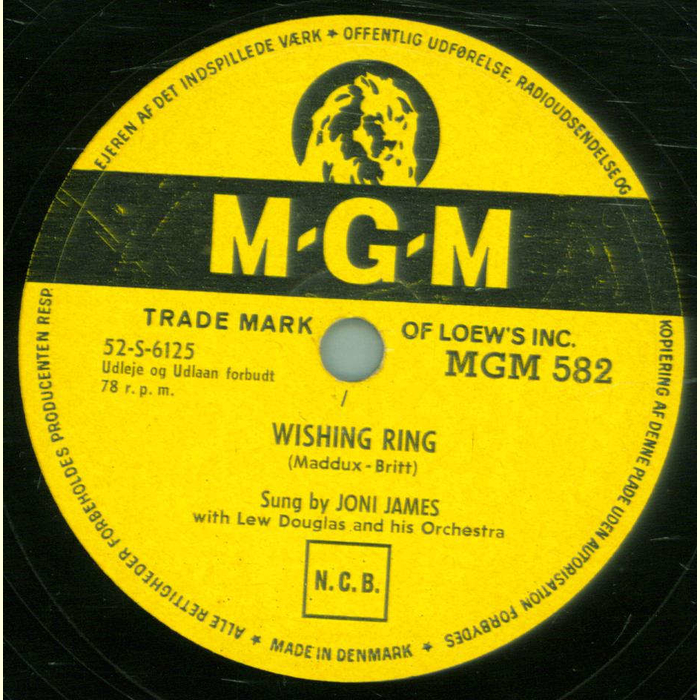 ALLE RETTIGHEDER FORBEHOLDES PRODUCENTEN RESP. EJEREN AF DET INDSPILLEDE VÆRK ★ OFFENTLIG UDFØRELSE, RADIOUDSENDELSE OG KOPIERING AF DENNE PLADE UDEN AUTORISATION FORBYDES ★
M-G-M
TRADE MARK OF LOEW'S INC.
52-S-6125
MGM 582
Udleje og Udlaan forbudt
78 r. p. m.
/
WISHING RING
(Maddux - Britt)
Sung by JONI JAMES
with Lew Douglas and his Orchestra
N. C. B.
MADE IN DENMARK ★